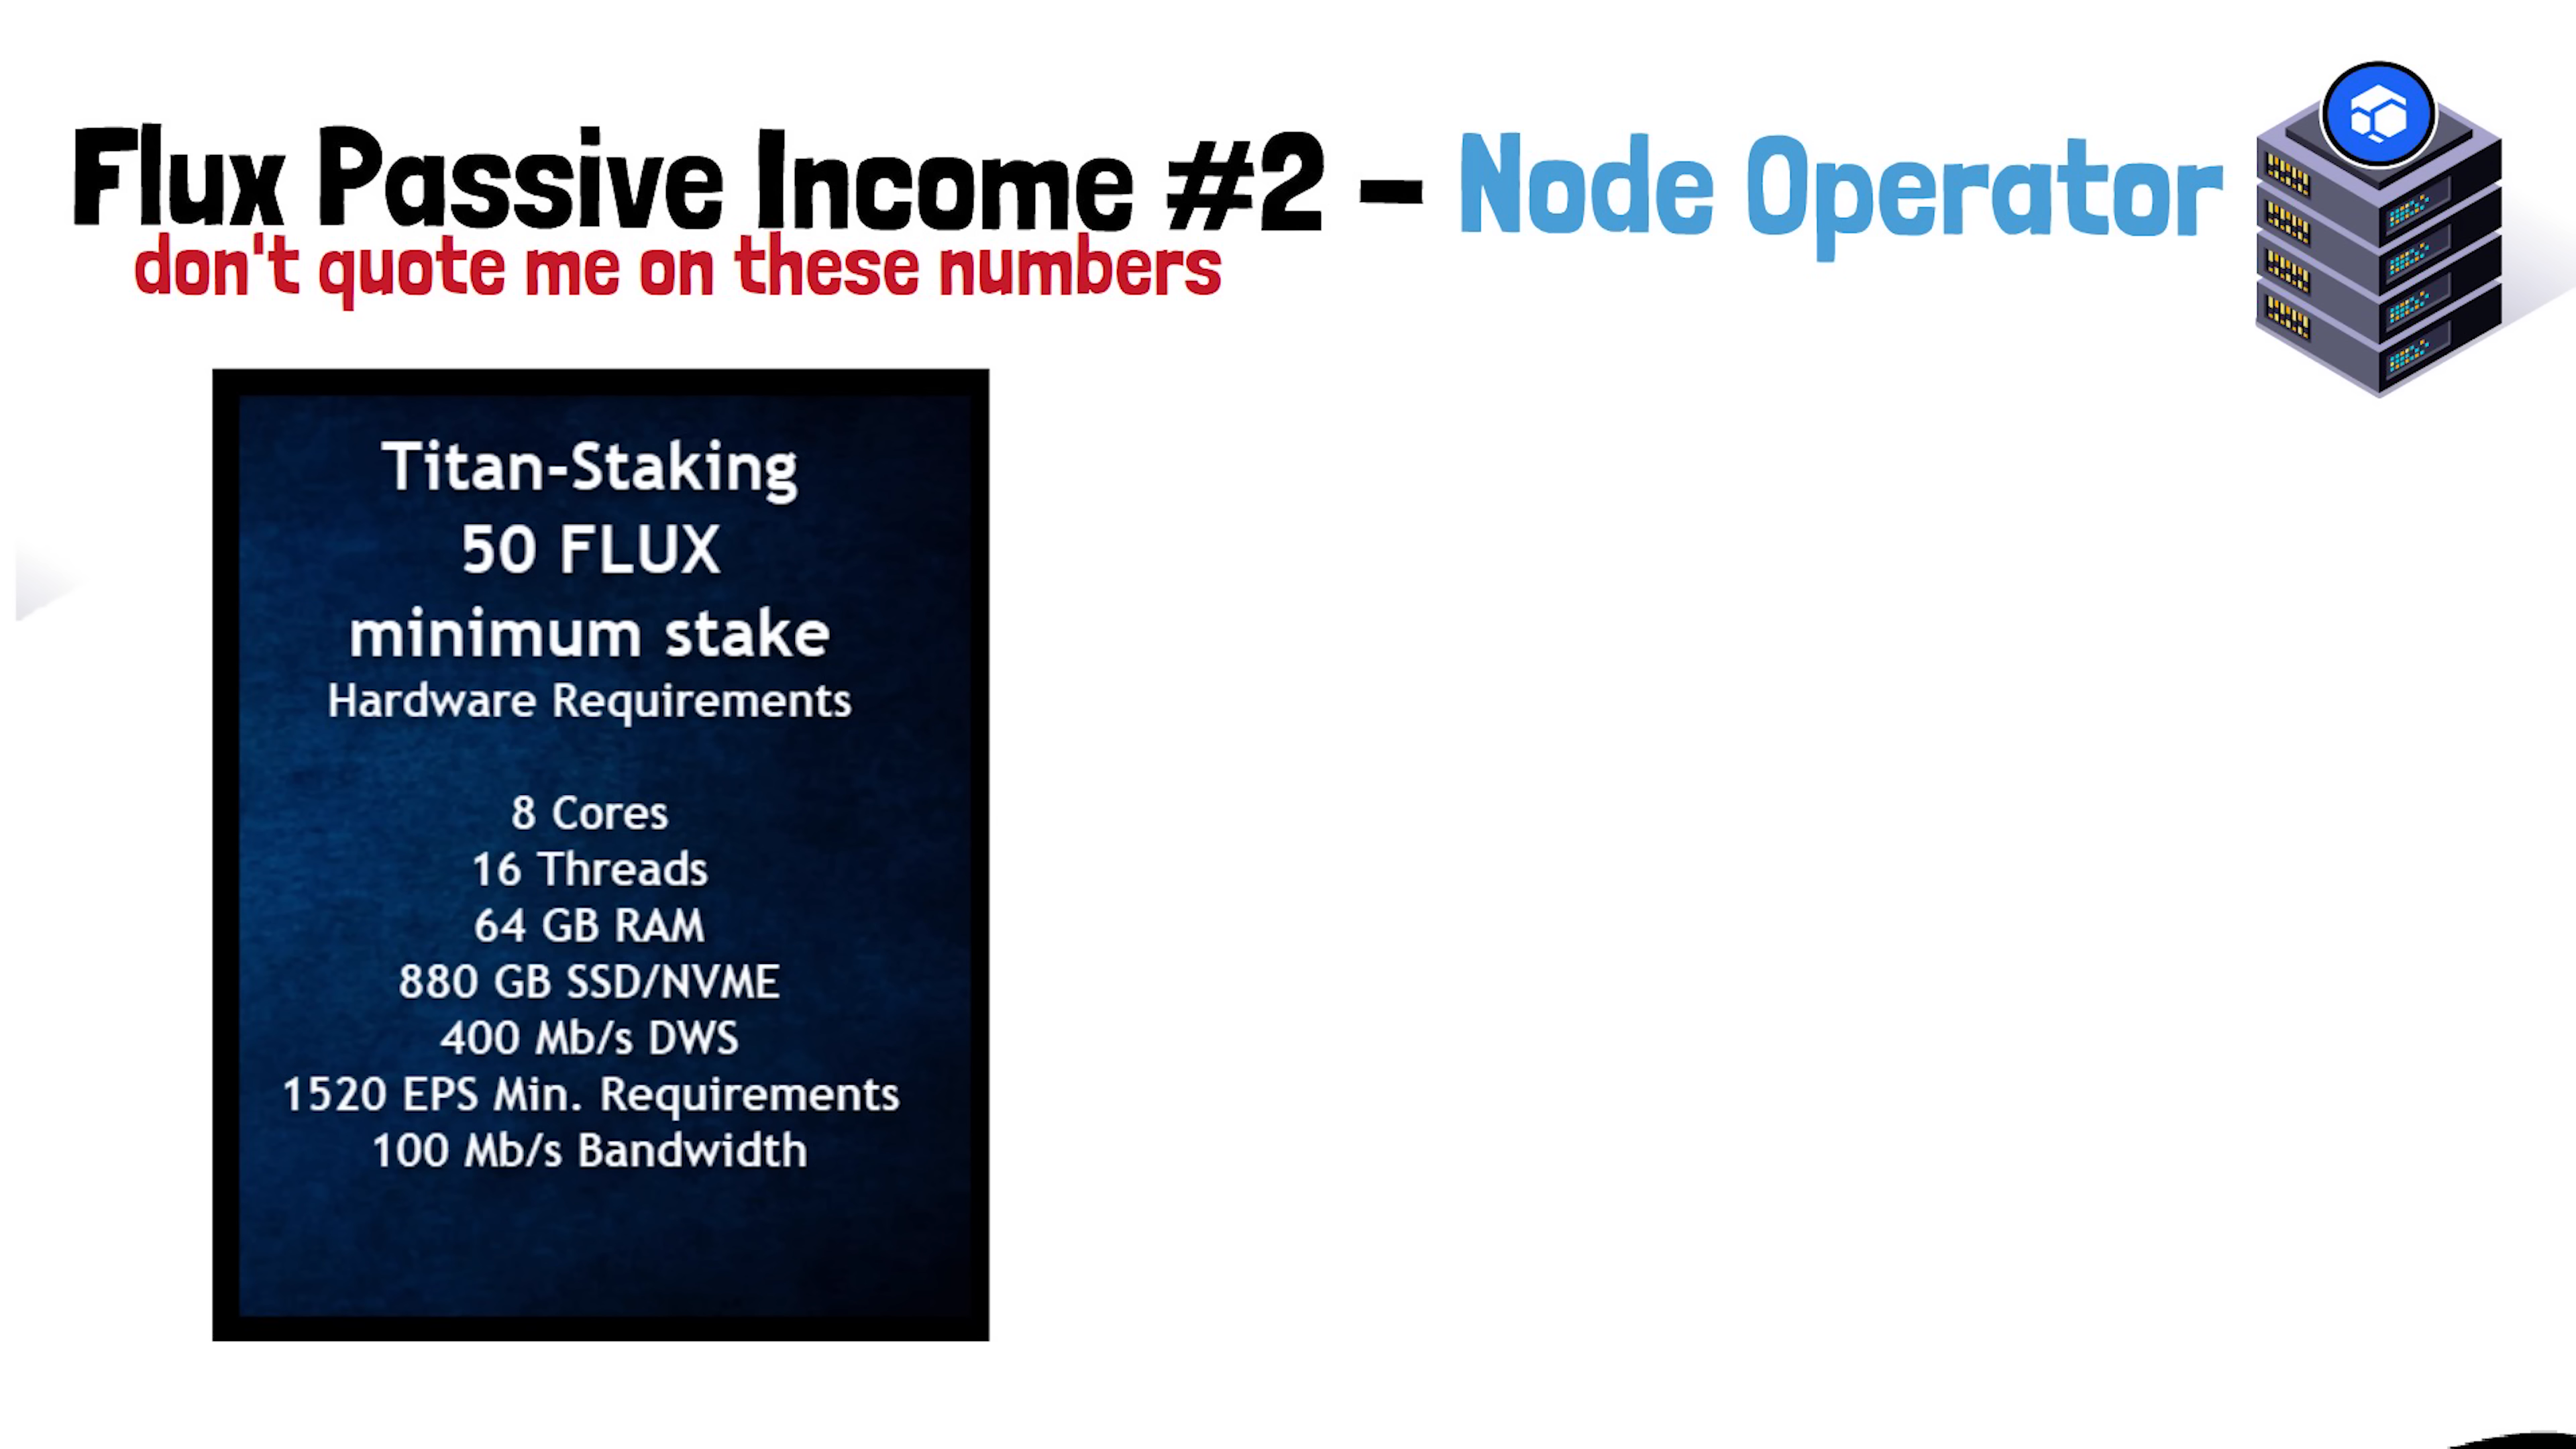 Flux Passive Income #2 - Node Operator
don't quote me on these numbers
Titan-Staking
50 FLUX
minimum stake
Hardware Requirements
8 Cores
16 Threads
64 GB RAM
880 GB SSD/NVME
400 Mb/s DWS
1520 EPS Min. Requirements
100 Mb/s Bandwidth